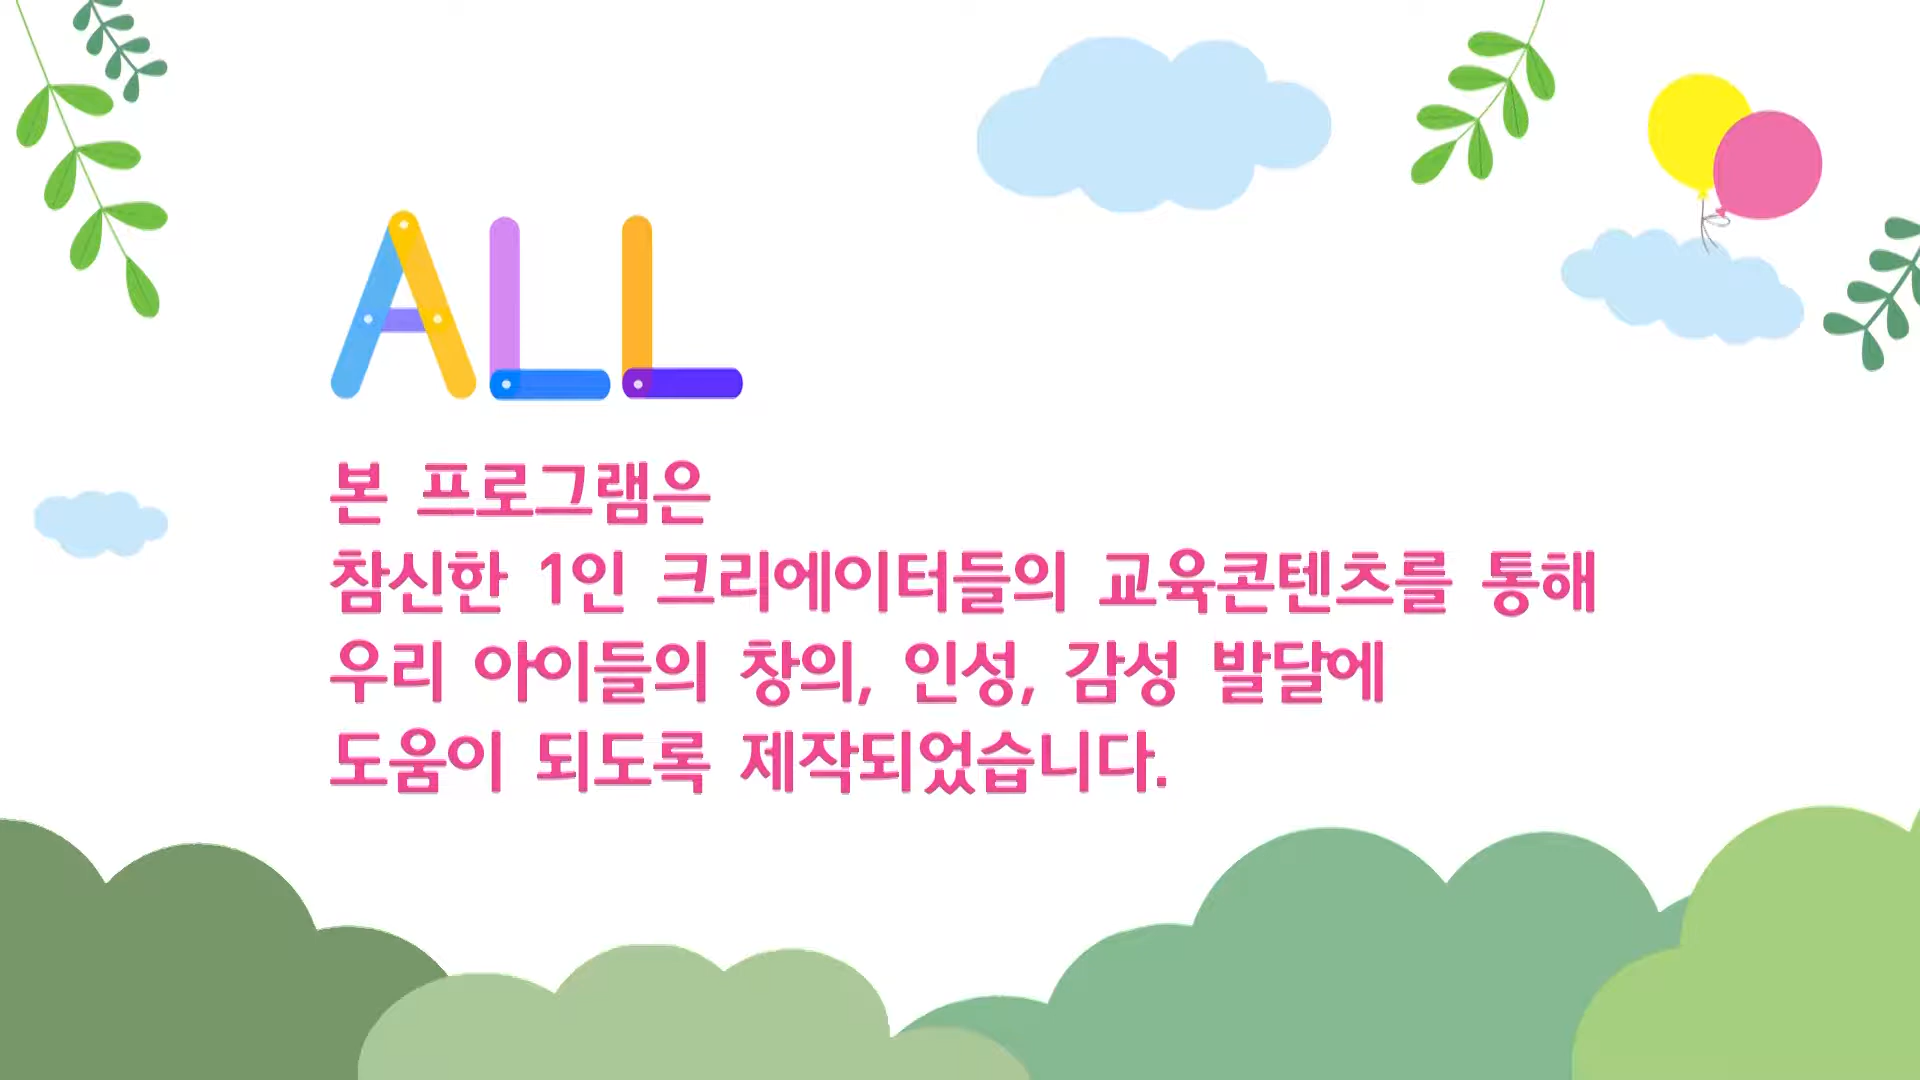 ALL
본 프로그램은
참신한 1인 크리에이터들의 교육콘텐츠를 통해
우리 아이들의 창의, 인성, 감성 발달에
도움이 되도록 제작되었습니다.